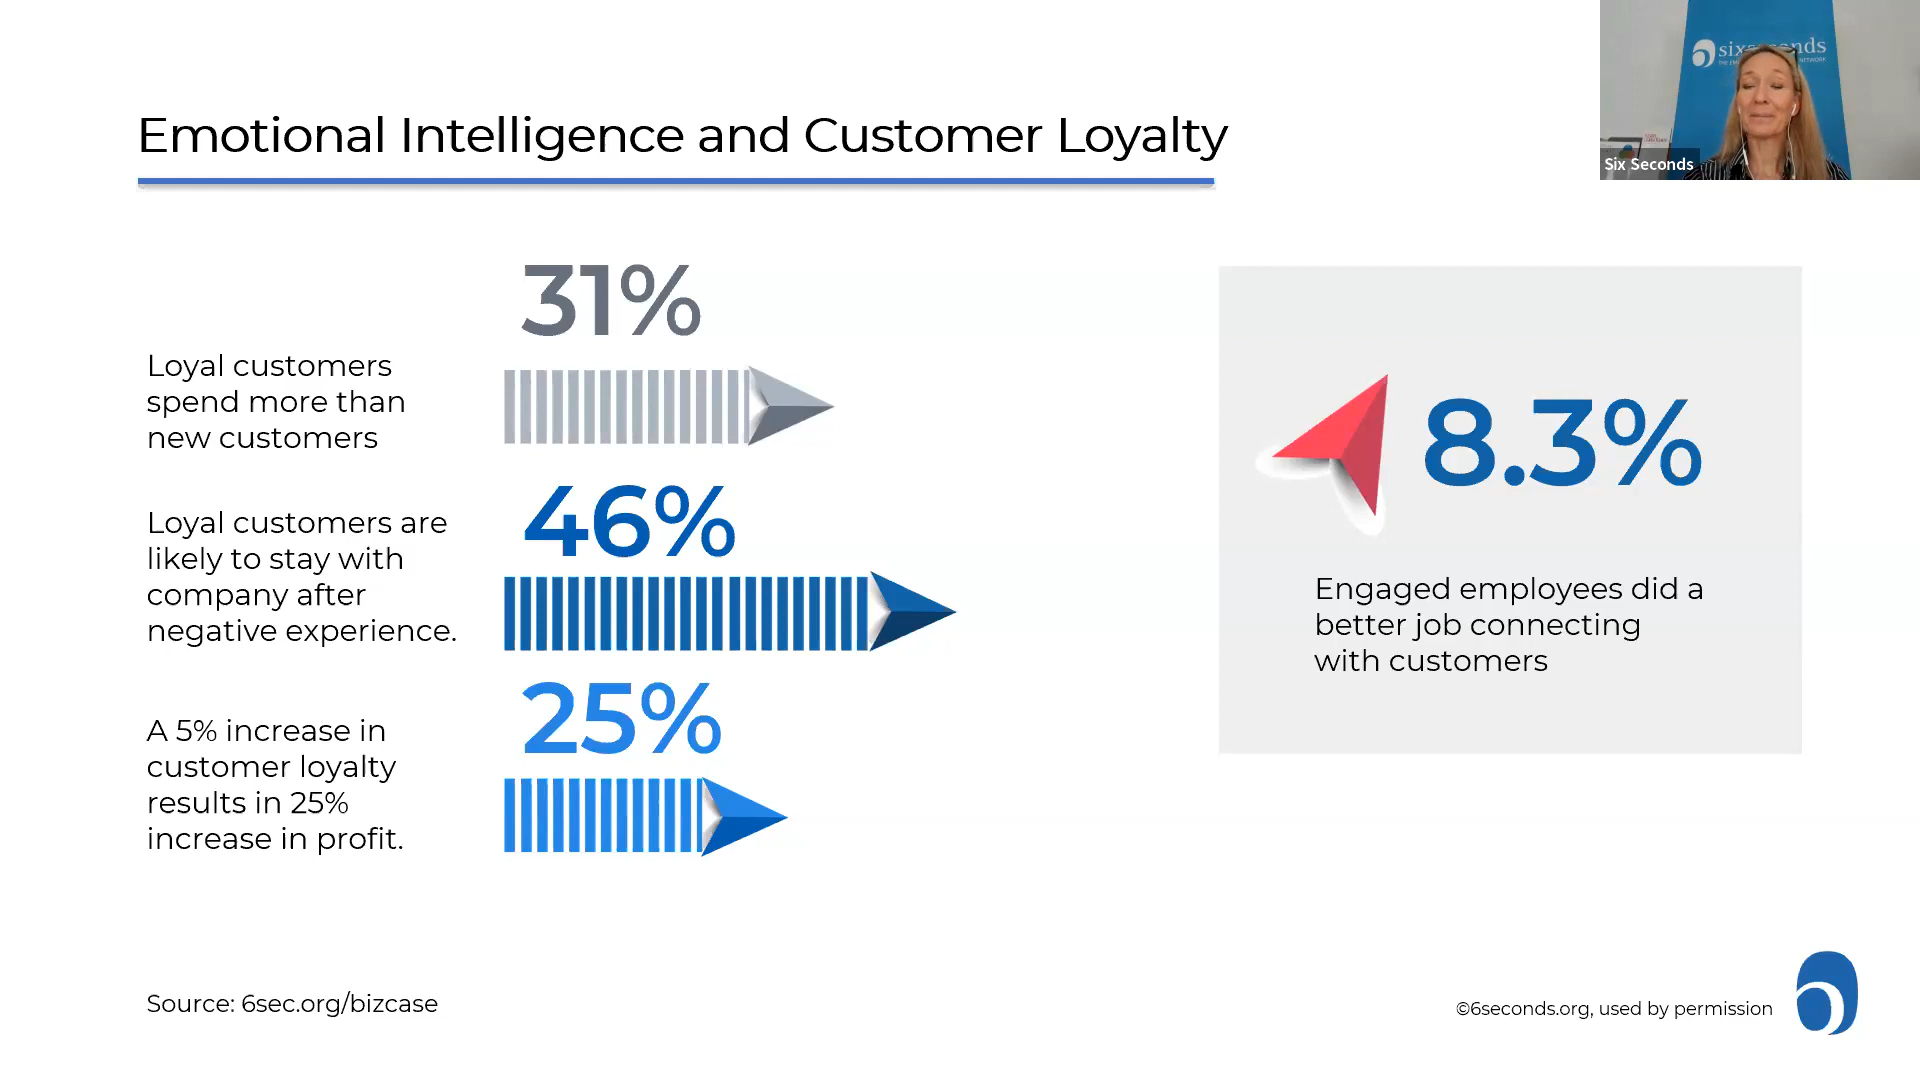 sixseconds
Six Seconds
Emotional Intelligence and Customer Loyalty
31%
Loyal customers
spend more than
new customers
46%
Loyal customers are
likely to stay with
company after
negative experience.
25%
A 5% increase in
customer loyalty
results in 25%
increase in profit.
8.3%
Engaged employees did a
better job connecting
with customers
Source: 6sec.org/bizcase
©6seconds.org, used by permission